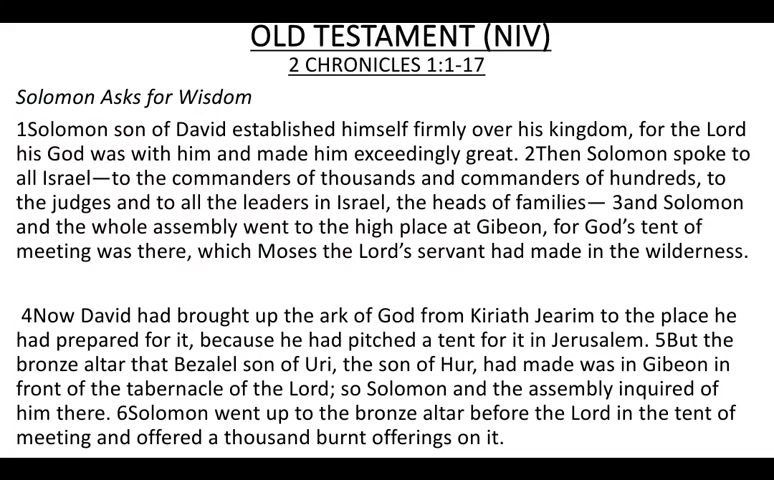 OLD TESTAMENT (NIV)
2 CHRONICLES 1:1-17
Solomon Asks for Wisdom
1Solomon son of David established himself firmly over his kingdom, for the Lord
his God was with him and made him exceedingly great. 2Then Solomon spoke to
all Israel—to the commanders of thousands and commanders of hundreds, to
the judges and to all the leaders in Israel, the heads of families— 3and Solomon
and the whole assembly went to the high place at Gibeon, for God’s tent of
meeting was there, which Moses the Lord’s servant had made in the wilderness.
4Now David had brought up the ark of God from Kiriath Jearim to the place he
had prepared for it, because he had pitched a tent for it in Jerusalem. 5But the
bronze altar that Bezalel son of Uri, the son of Hur, had made was in Gibeon in
front of the tabernacle of the Lord; so Solomon and the assembly inquired of
him there. 6Solomon went up to the bronze altar before the Lord in the tent of
meeting and offered a thousand burnt offerings on it.